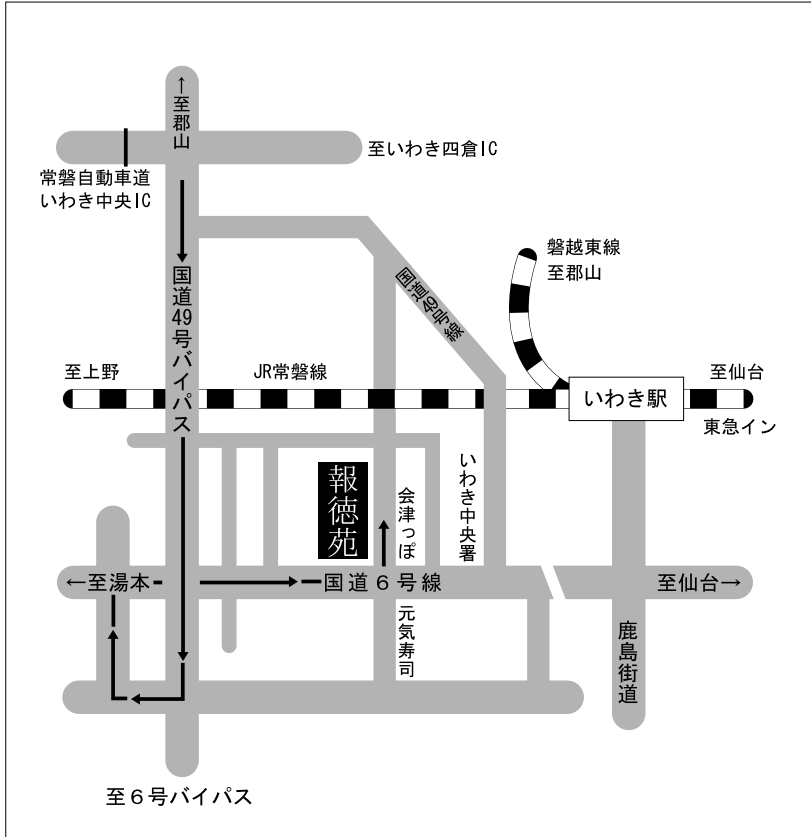 ←至郡山
至いわき四倉IC
常磐自動車道
いわき中央IC
磐越東線
至郡山
国道49号バイパス
国道49号線
至上野
JR常磐線
いわき駅
至仙台
東急イン
報徳苑
会津っぽ
いわき中央署
←至湯本
国道6号線
至仙台→
元気寿司
鹿島街道
至6号バイパス